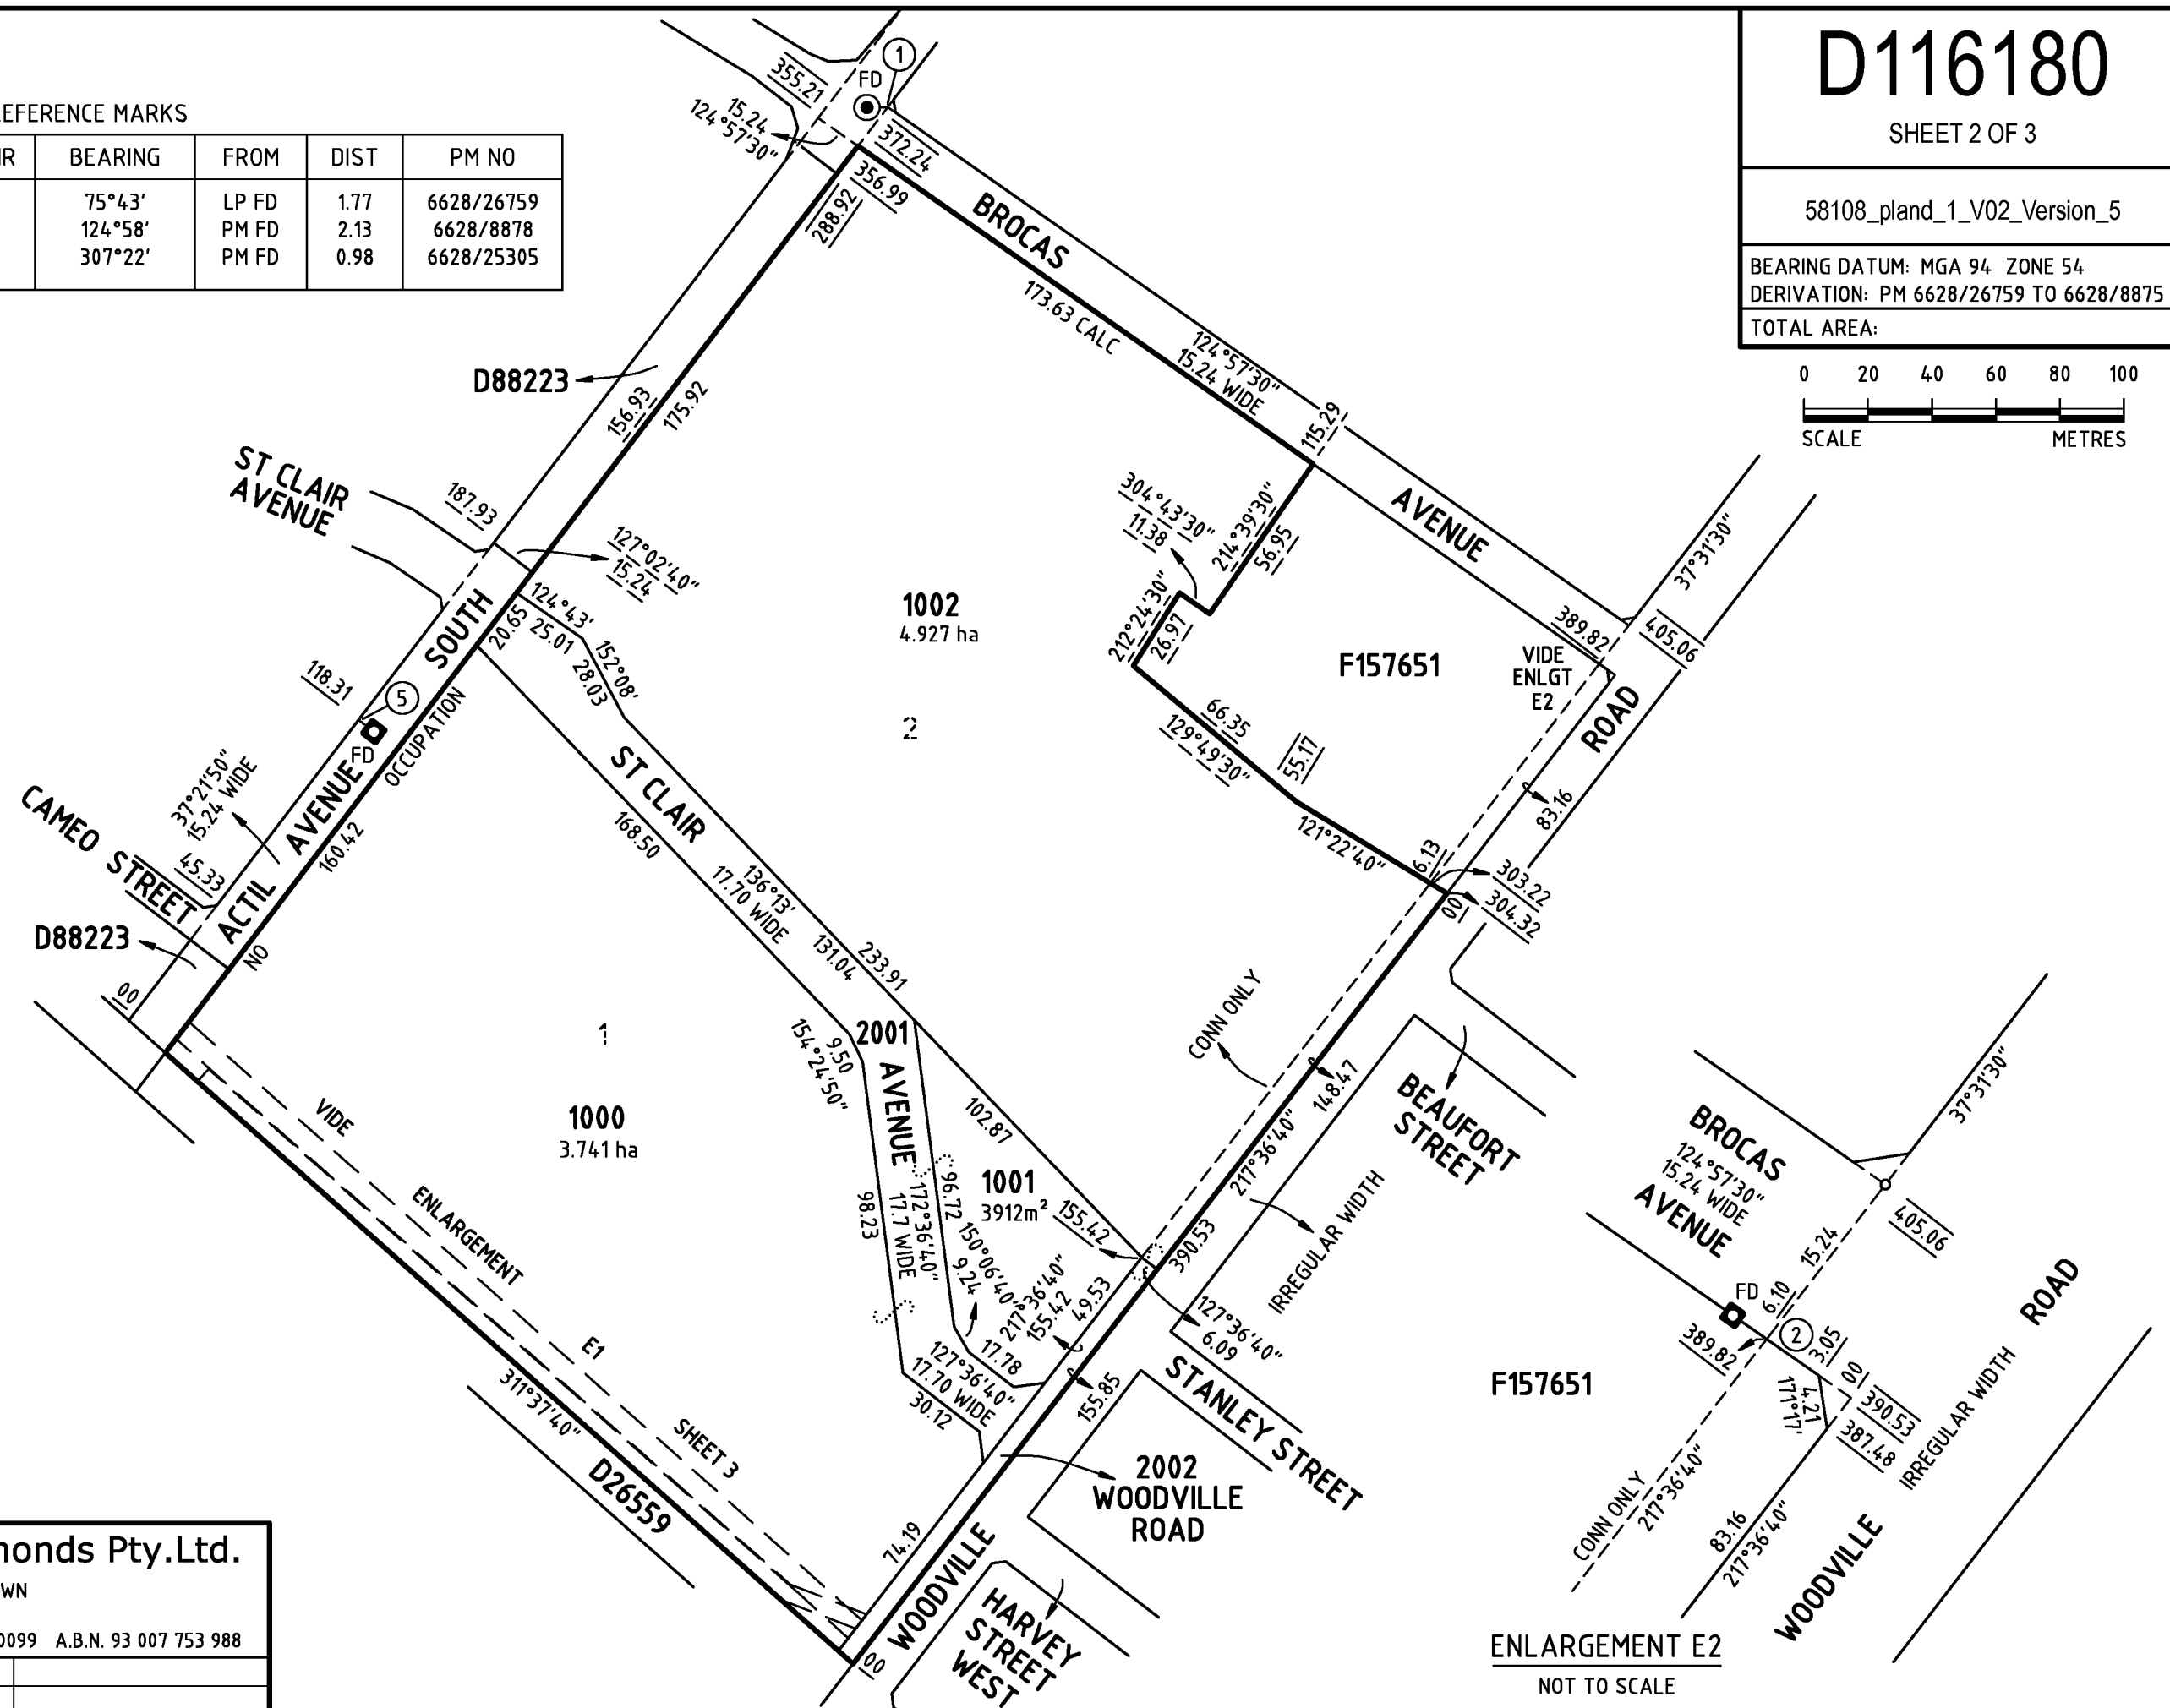 D116180
SHEET 2 OF 3
58108_pland_1_V02_Version_5
BEARING DATUM: MGA 94 ZONE 54
DERIVATION: PM 6628/26759 TO 6628/8875
TOTAL AREA:
0 20 40 60 80 100
SCALE METRES
EFERENCE MARKS
R BEARING FROM DIST PM NO
75°43' LP FD 1.77 6628/26759
124°58' PM FD 2.13 6628/8878
307°22' PM FD 0.98 6628/25305
355.21
FD
1
15.24
124°57'30"
372.24
356.99
288.92
BROCAS
173.63 CALC
124°57'30"
15.24 WIDE
115.29
AVENUE
D88223
156.93
175.92
ST CLAIR
AVENUE
187.93
127°02'40"
15.24
304°43'30"
11.38
214°39'30"
56.95
212°24'30"
26.97
1002
4.927 ha
2
F157651
37°31'30"
389.82
405.06
VIDE
ENLGT
E2
ROAD
SOUTH
20.65
124°43'
25.01
28.03
152°08'
118.31
5
FD
OCCUPATION
66.35
129°49'30"
55.17
83.16
121°22'40"
6.13
303.22
304.32
00
37°21'50"
15.24 WIDE
CAMEO STREET
45.33
ACTIL AVENUE
160.42
NO
D88223
00
ST CLAIR
168.50
136°13'
17.70 WIDE
131.04
233.91
2001
AVENUE
9.50
154°24'50"
102.87
CONN ONLY
1
1000
3.741 ha
VIDE
ENLARGEMENT
E1
SHEET 3
311°37'40"
D26559
98.23
172°36'40"
17.7 WIDE
96.72
150°06'40"
9.24
1001
3912m²
155.42
217°36'40"
155.42
49.53
17.78
127°36'40"
17.70 WIDE
30.12
390.53
217°36'40"
148.47
BEAUFORT
STREET
IRREGULAR WIDTH
127°36'40"
6.09
STANLEY STREET
155.85
2002
WOODVILLE
ROAD
74.19
WOODVILLE
00
HARVEY
STREET
WEST
BROCAS
124°57'30"
15.24 WIDE
AVENUE
37°31'30"
405.06
15.24
6.10
FD
2
389.82
3.05
00
390.53
387.48
4.21
171°17'
F157651
CONN ONLY
217°36'40"
83.16
217°36'40"
IRREGULAR WIDTH
WOODVILLE ROAD
ENLARGEMENT E2
NOT TO SCALE
monds Pty.Ltd.
WN
0099 A.B.N. 93 007 753 988